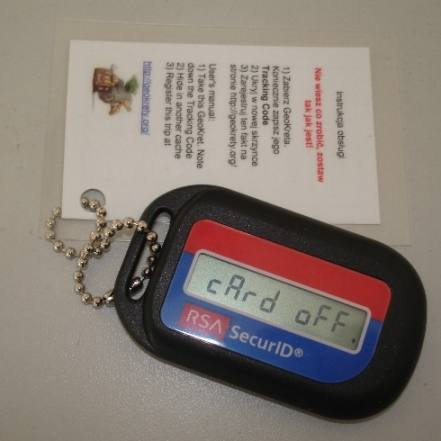 Instrukcja obsługi
Nie wiesz co zrobić, zostaw
tak jak jest!
1) Zabierz GeoKreta.
Koniecznie zapisz jego
Tracking Code
2) Ukryj w nowej skrzynce
3) Zarejestruj ten fakt na
stronie http://geokrety.org/
User's manual:
1) Take this GeoKret. Note
down the Tracking Code
2) Hide in another cache
3) Register this trip at
http://geokrety.org/
cArd oFF
RSA SecurID®